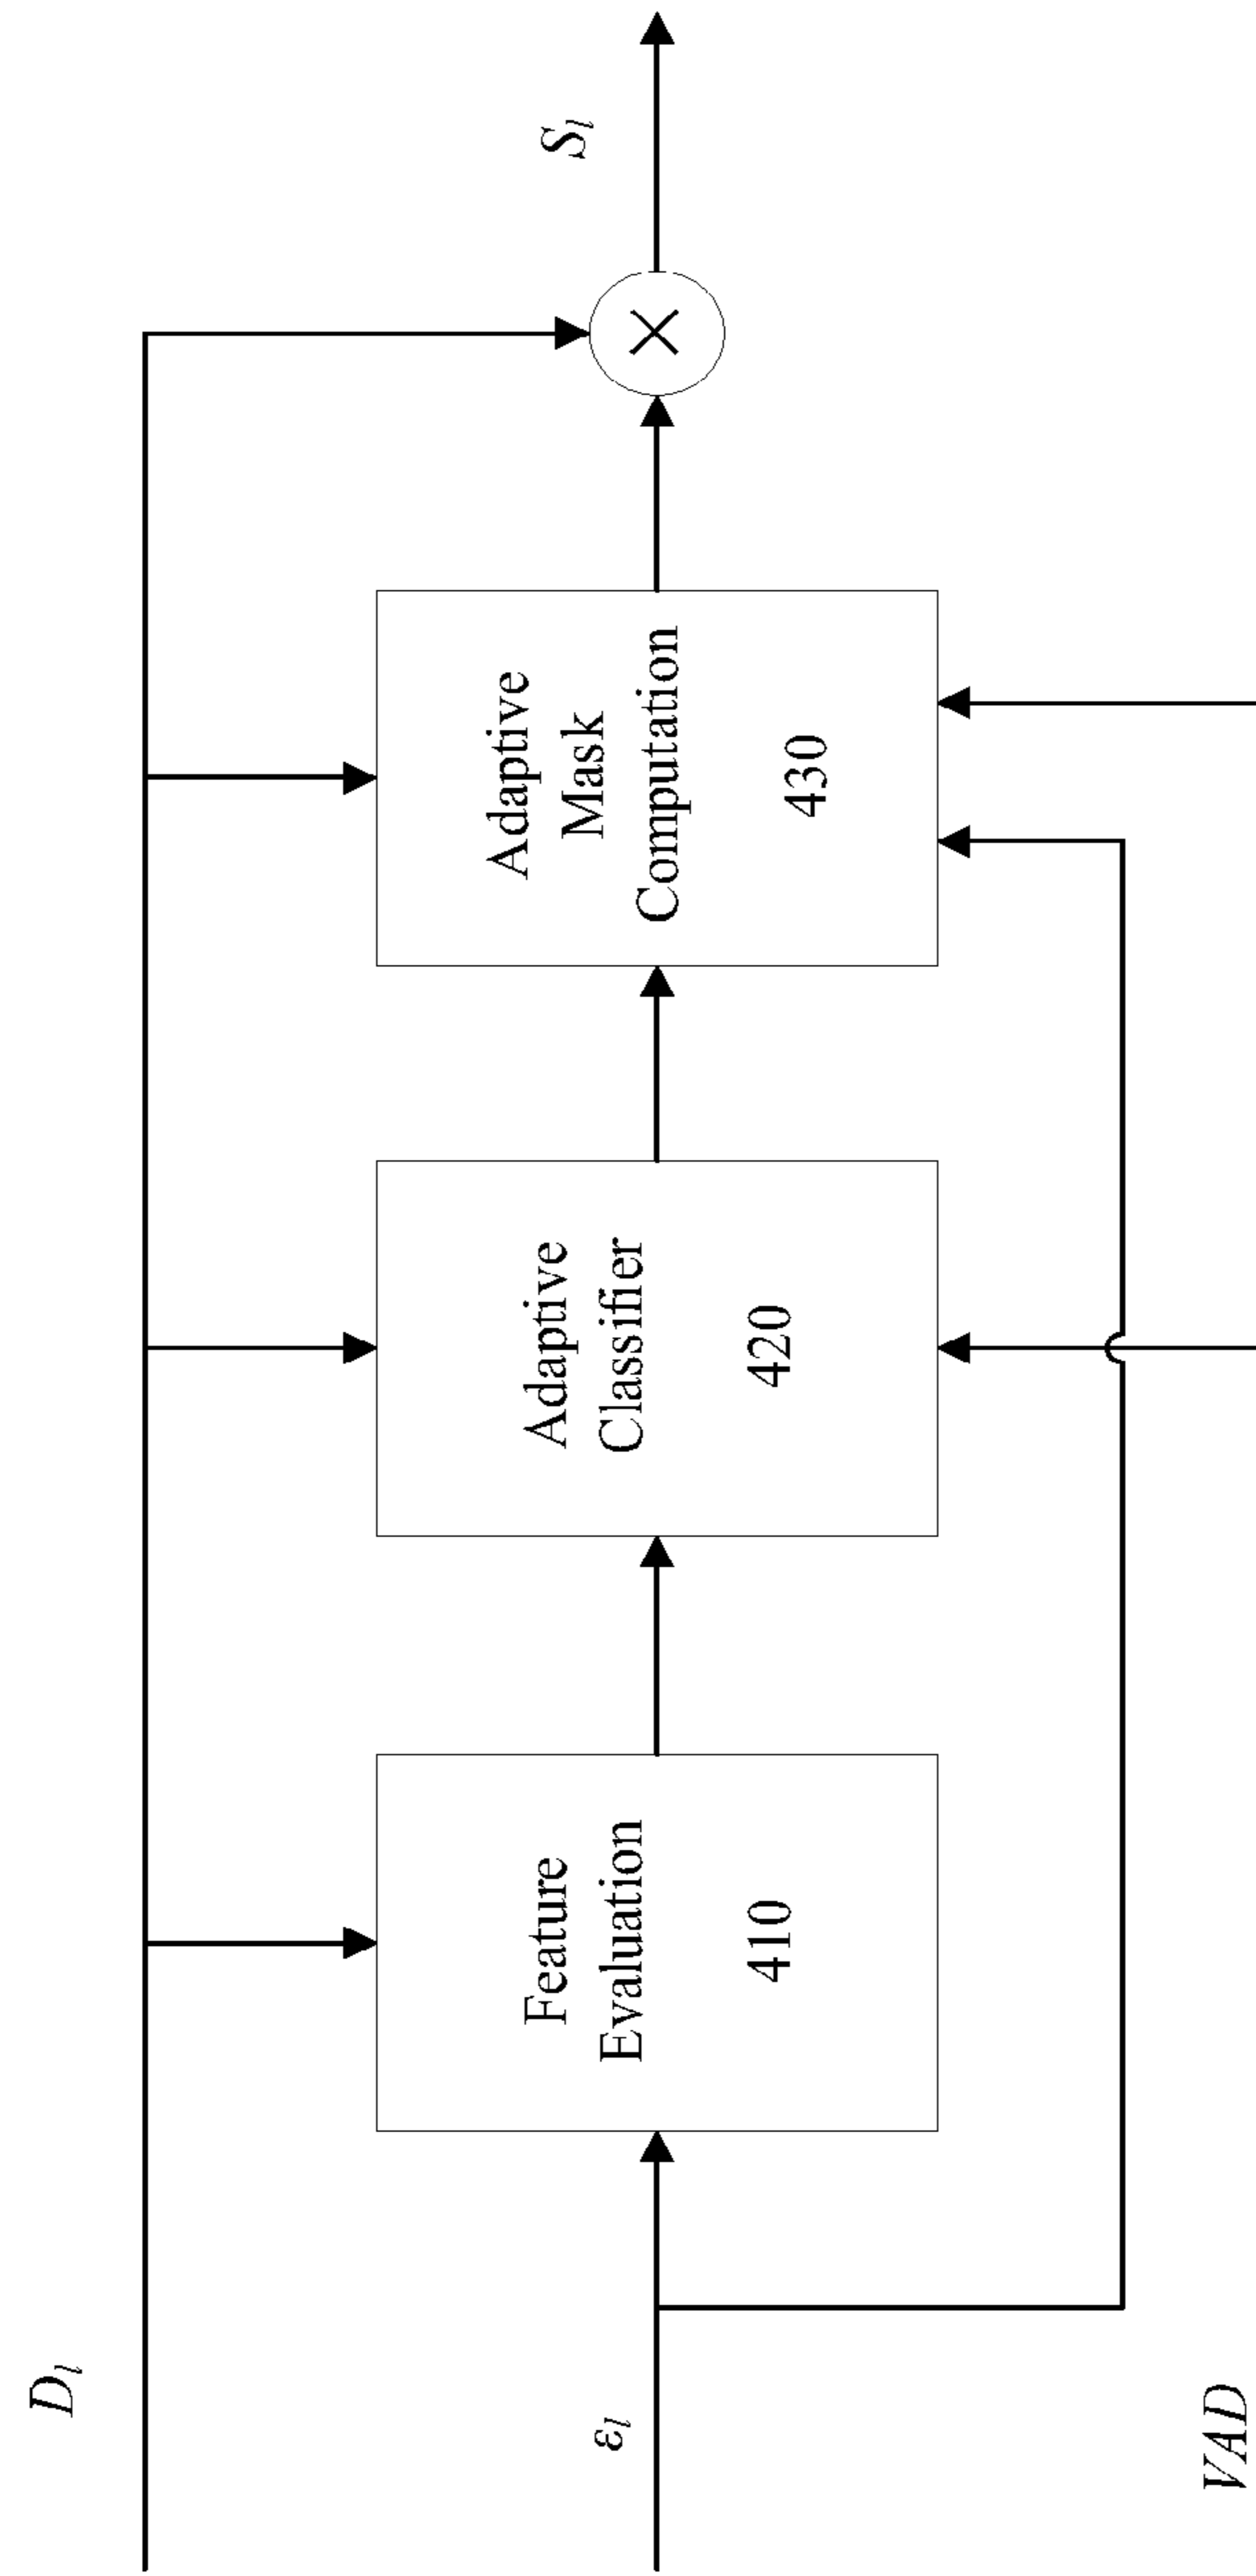 D_l
ε_l
VAD
Feature
Evaluation
410
Adaptive
Classifier
420
Adaptive
Mask
Computation
430
×
S_l